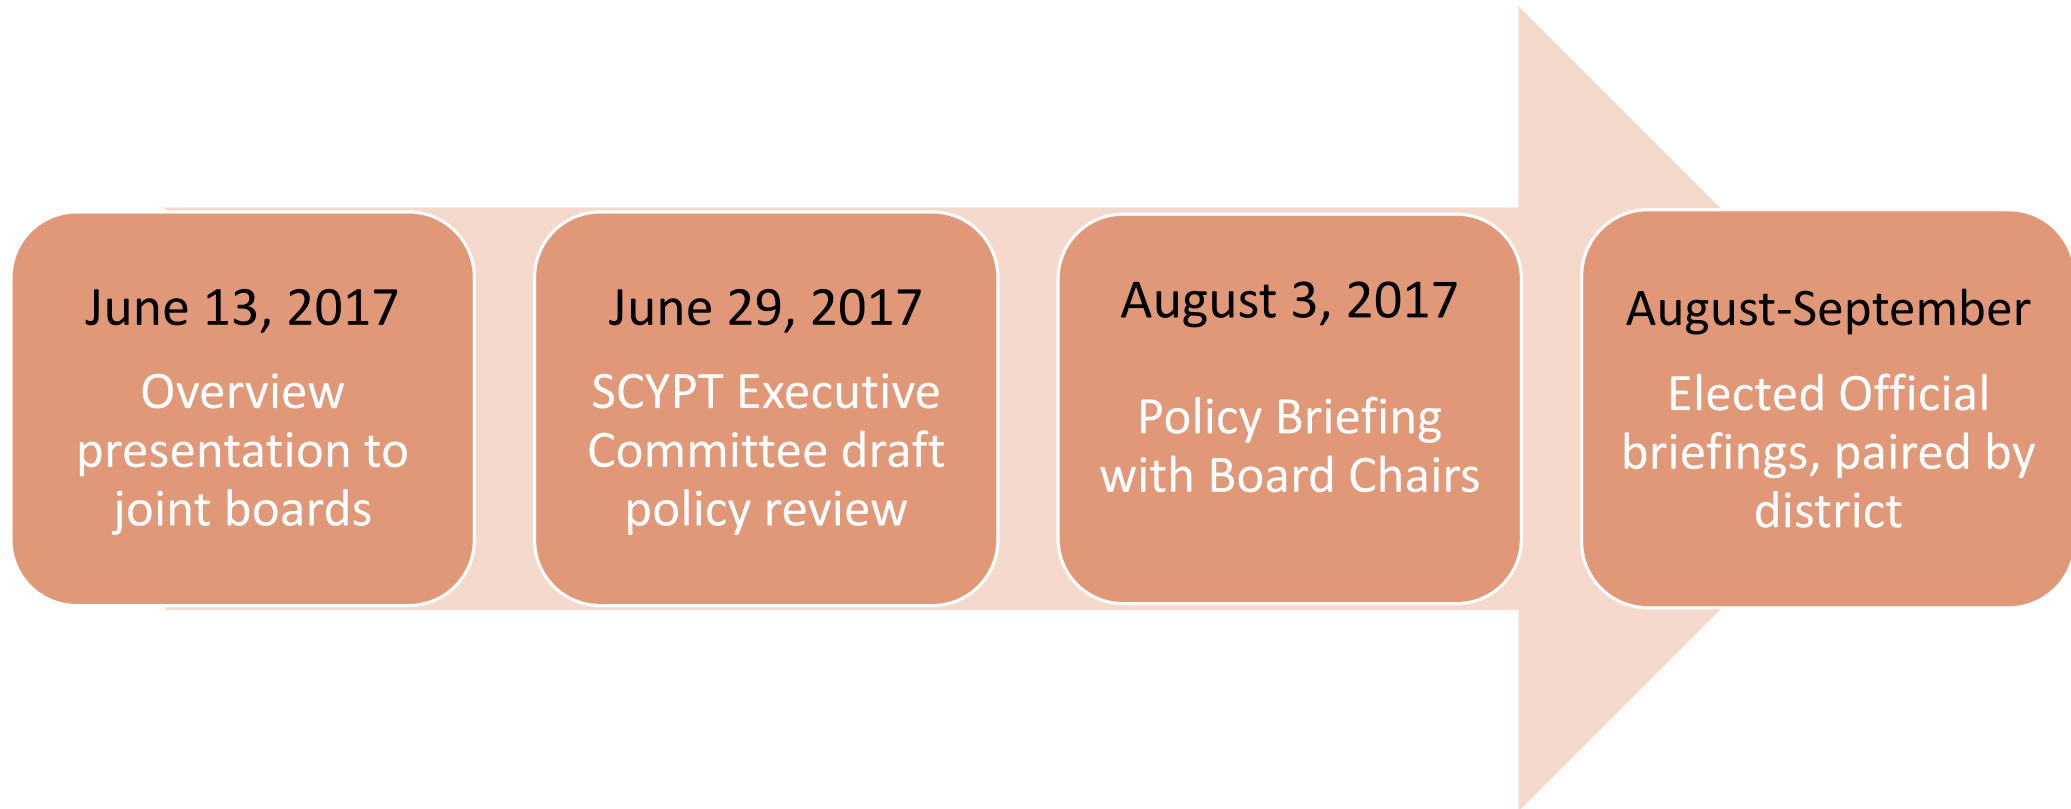 June 13, 2017
Overview
presentation to
joint boards
June 29, 2017
SCYPT Executive
Committee draft
policy review
August 3, 2017
Policy Briefing
with Board Chairs
August-September
Elected Official
briefings, paired by
district